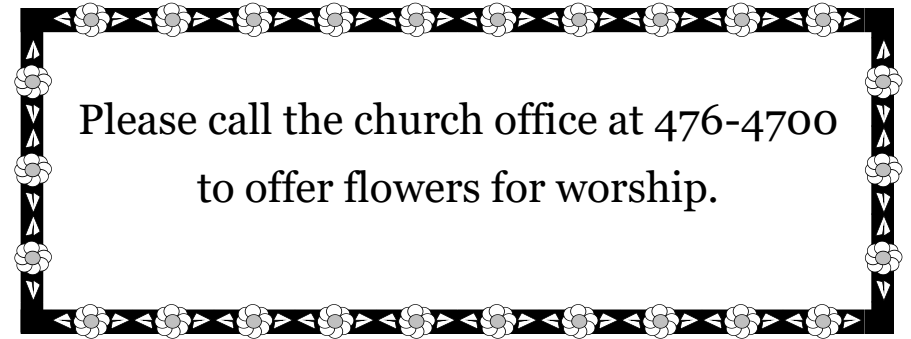 Please call the church office at 476-4700
to offer flowers for worship.